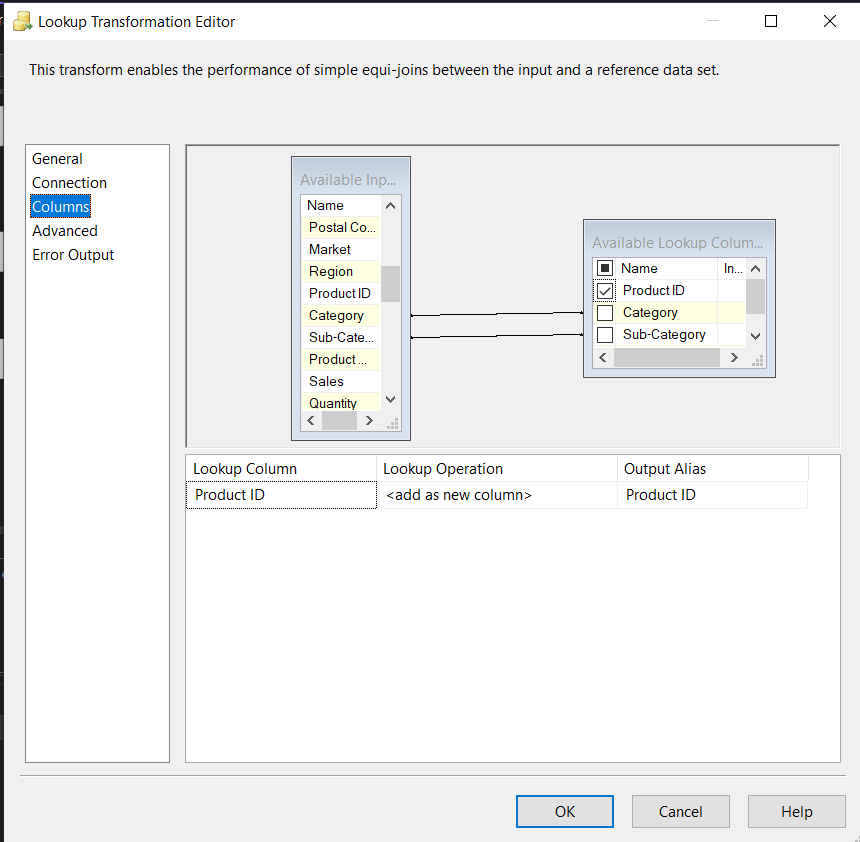 Lookup Transformation Editor
This transform enables the performance of simple equi-joins between the input and a reference data set.
General
Connection
Columns
Advanced
Error Output
Available Inp...
Name
Postal Co...
Market
Region
Product ID
Category
Sub-Cate...
Product ...
Sales
Quantity
Available Lookup Colum...
Name In...
Product ID
Category
Sub-Category
Lookup Column Lookup Operation Output Alias
Product ID <add as new column> Product ID
OK Cancel Help